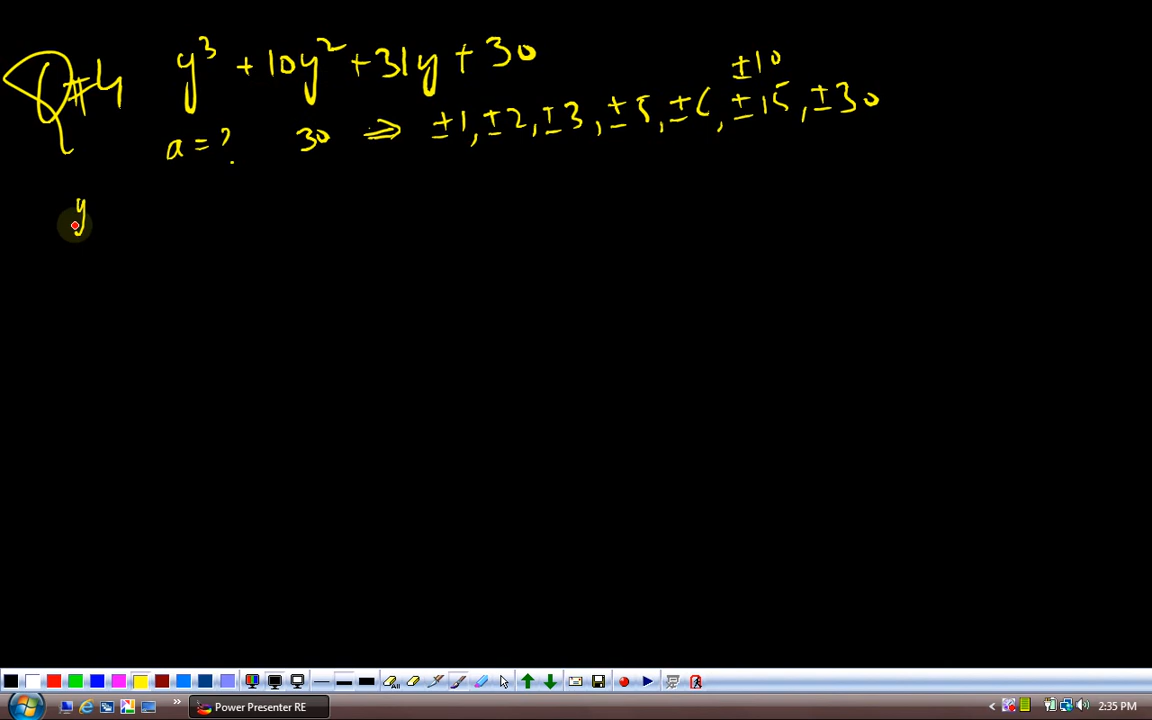 Q#4 y³ + 10y² + 31y + 30
±10
a = ? 30 ⇒ ±1, ±2, ±3, ±5, ±6, ±15, ±30
y
Power Presenter RE
2:35 PM